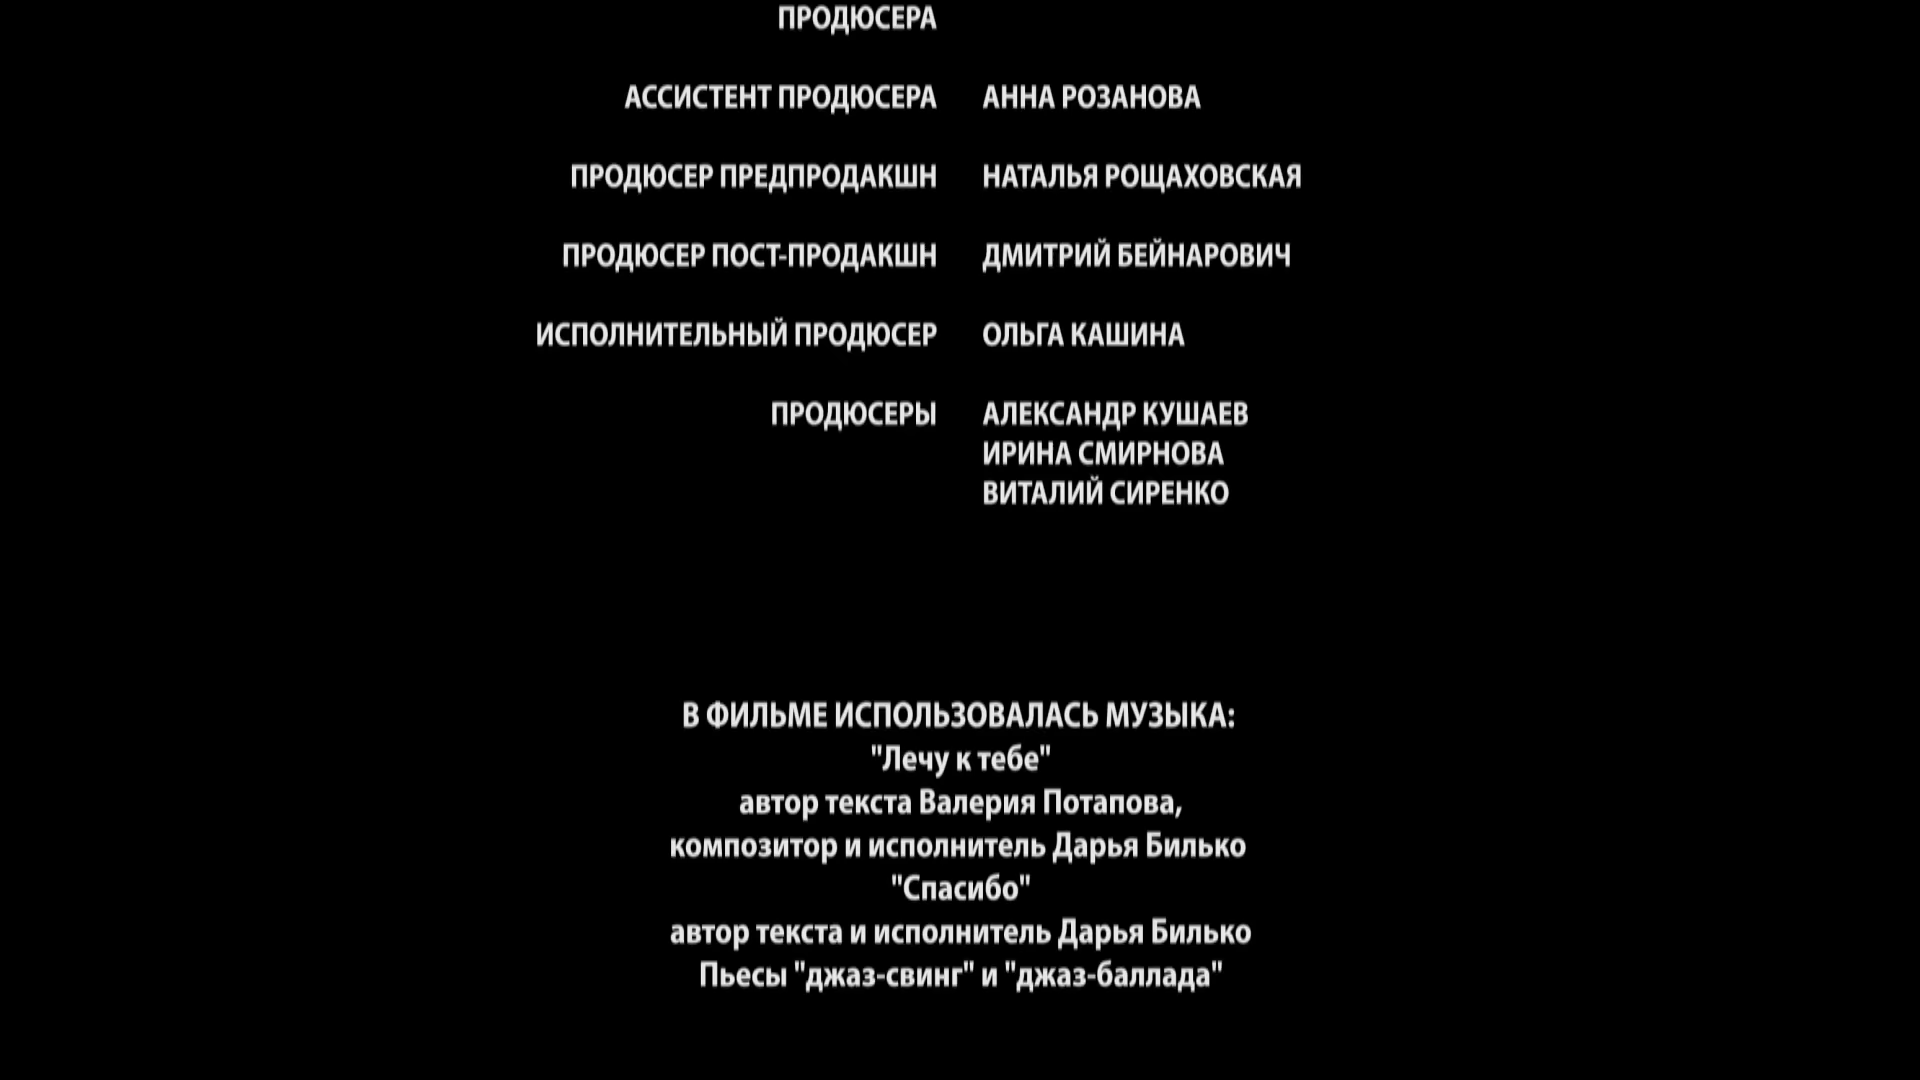 ПРОДЮСЕРА
АССИСТЕНТ ПРОДЮСЕРА АННА РОЗАНОВА
ПРОДЮСЕР ПРЕДПРОДАКШН НАТАЛЬЯ РОЩАХОВСКАЯ
ПРОДЮСЕР ПОСТ-ПРОДАКШН ДМИТРИЙ БЕЙНАРОВИЧ
ИСПОЛНИТЕЛЬНЫЙ ПРОДЮСЕР ОЛЬГА КАШИНА
ПРОДЮСЕРЫ АЛЕКСАНДР КУШАЕВ
ИРИНА СМИРНОВА
ВИТАЛИЙ СИРЕНКО
В ФИЛЬМЕ ИСПОЛЬЗОВАЛАСЬ МУЗЫКА:
"Лечу к тебе"
автор текста Валерия Потапова,
композитор и исполнитель Дарья Билько
"Спасибо"
автор текста и исполнитель Дарья Билько
Пьесы "джаз-свинг" и "джаз-баллада"